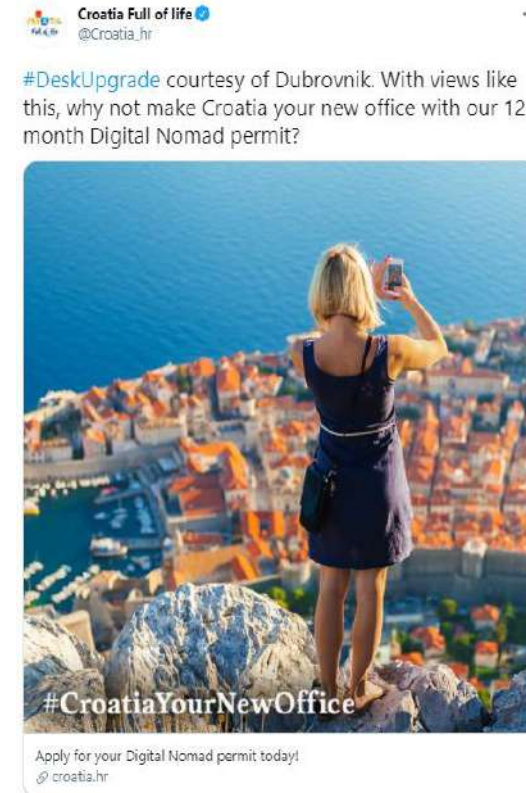 Croatia Full of life
@Croatia_hr
#DeskUpgrade courtesy of Dubrovnik. With views like
this, why not make Croatia your new office with our 12
month Digital Nomad permit?
#CroatiaYourNewOffice
Apply for your Digital Nomad permit today!
croatia.hr